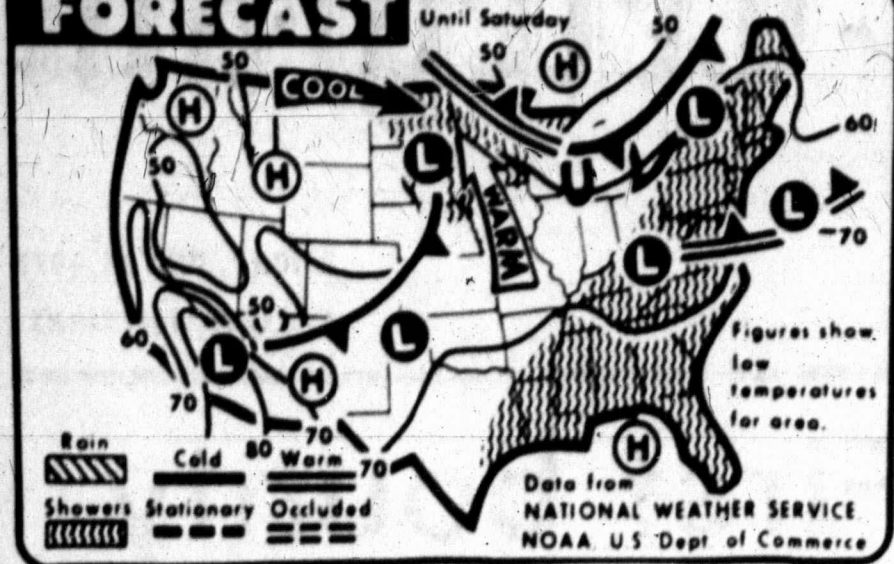 FORECAST
Until Saturday
50
50
50
H
COOL
H
L
60
50
H
L
WARM
L
70
L
50
60
L
L
H
70
80
70
70
H
Figures show
low
temperatures
for area.
Rain
Cold
Warm
Showers
Stationary
Occluded
Data from
NATIONAL WEATHER SERVICE,
NOAA, U S Dept. of Commerce